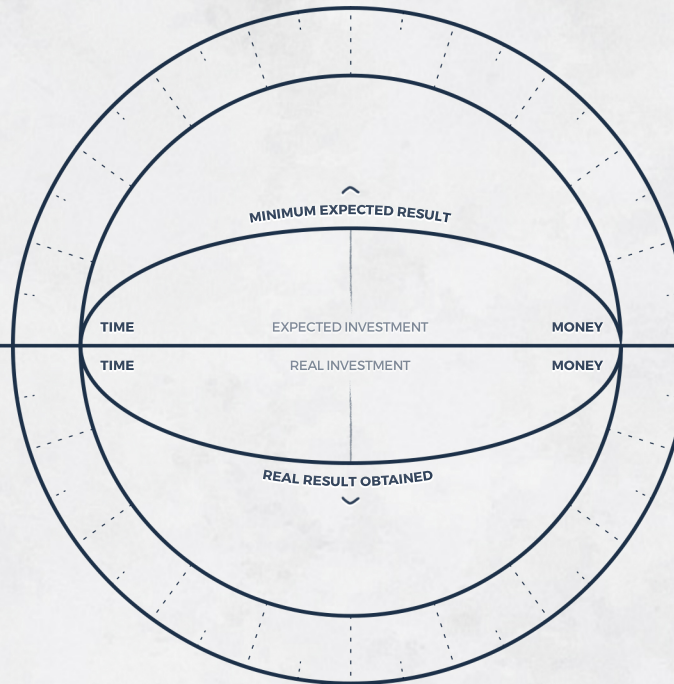 MINIMUM EXPECTED RESULT
TIME EXPECTED INVESTMENT MONEY
TIME REAL INVESTMENT MONEY
REAL RESULT OBTAINED